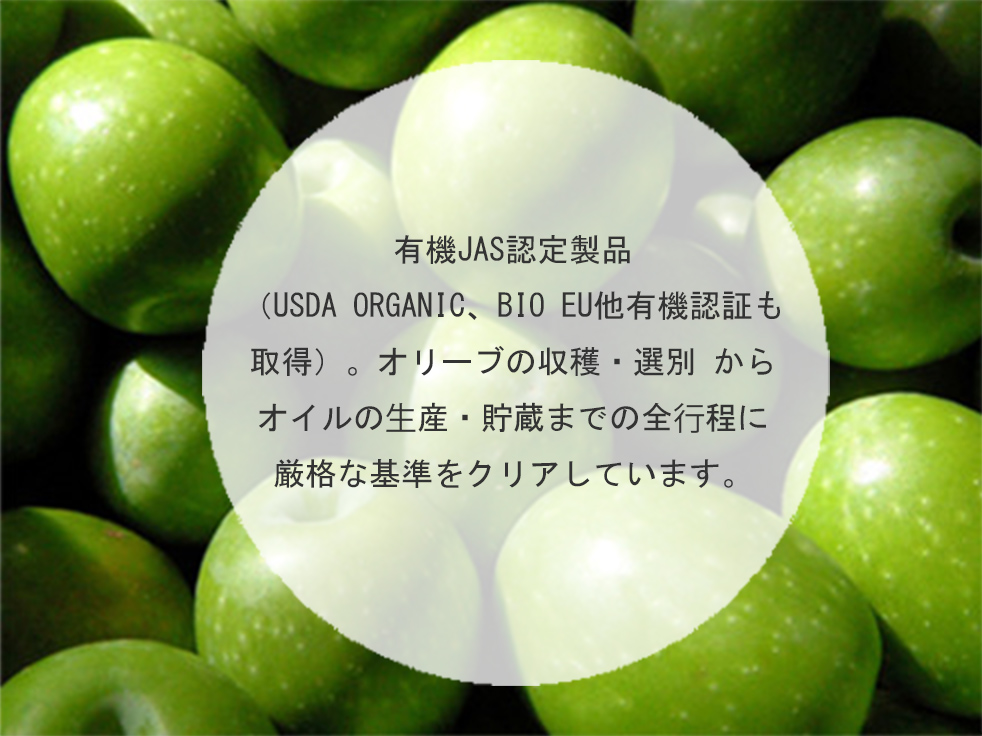 有機JAS認定製品
（USDA ORGANIC、BIO EU他有機認証も
取得）。オリーブの収穫・選別 から
オイルの生産・貯蔵までの全行程に
厳格な基準をクリアしています。